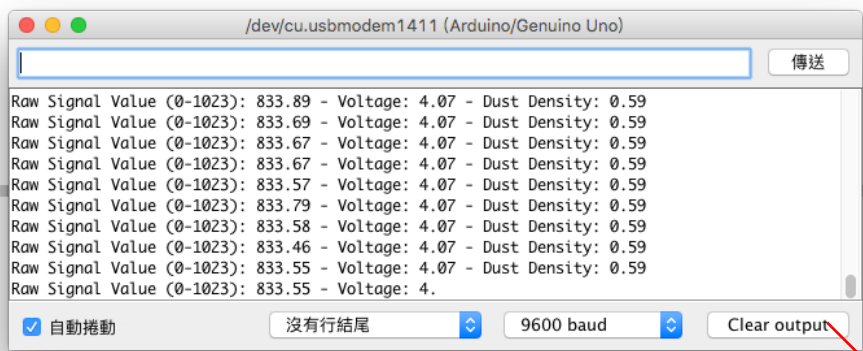 /dev/cu.usbmodem1411 (Arduino/Genuino Uno)
傳送
Raw Signal Value (0-1023): 833.89 - Voltage: 4.07 - Dust Density: 0.59
Raw Signal Value (0-1023): 833.69 - Voltage: 4.07 - Dust Density: 0.59
Raw Signal Value (0-1023): 833.67 - Voltage: 4.07 - Dust Density: 0.59
Raw Signal Value (0-1023): 833.67 - Voltage: 4.07 - Dust Density: 0.59
Raw Signal Value (0-1023): 833.57 - Voltage: 4.07 - Dust Density: 0.59
Raw Signal Value (0-1023): 833.79 - Voltage: 4.07 - Dust Density: 0.59
Raw Signal Value (0-1023): 833.58 - Voltage: 4.07 - Dust Density: 0.59
Raw Signal Value (0-1023): 833.46 - Voltage: 4.07 - Dust Density: 0.59
Raw Signal Value (0-1023): 833.55 - Voltage: 4.07 - Dust Density: 0.59
Raw Signal Value (0-1023): 833.55 - Voltage: 4.
自動捲動 沒有行結尾 9600 baud Clear output